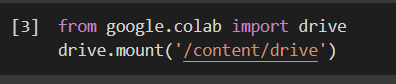 [3] from google.colab import drive
drive.mount('/content/drive')